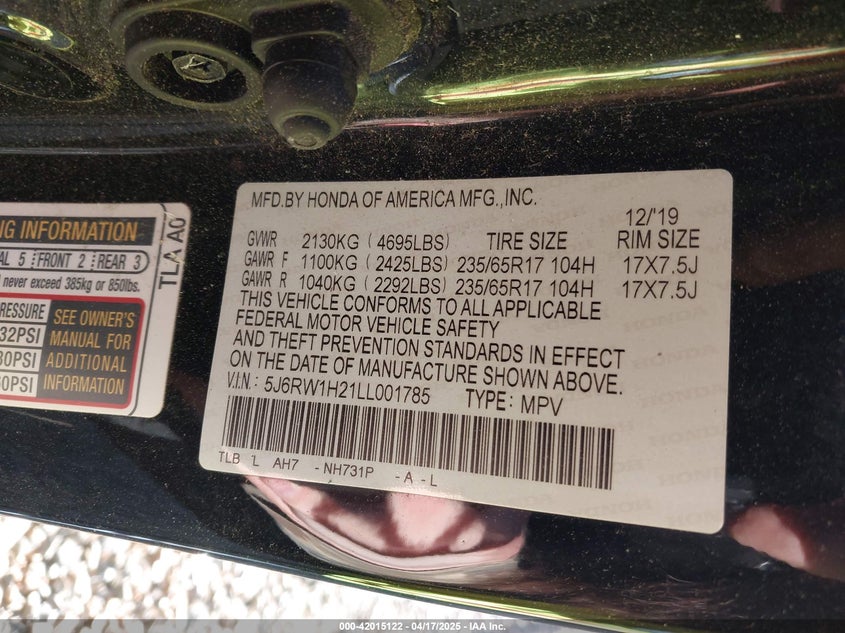 MFD.BY HONDA OF AMERICA MFG.,INC.
12/'19
GVWR 2130KG (4695LBS) TIRE SIZE RIM SIZE
GAWR F 1100KG (2425LBS) 235/65R17 104H 17X7.5J
GAWR R 1040KG (2292LBS) 235/65R17 104H 17X7.5J
THIS VEHICLE CONFORMS TO ALL APPLICABLE
FEDERAL MOTOR VEHICLE SAFETY
AND THEFT PREVENTION STANDARDS IN EFFECT
ON THE DATE OF MANUFACTURE SHOWN ABOVE.
V.I.N.: 5J6RW1H21LL001785 TYPE: MPV
TLB L AH7 -NH731P -A-L
INFORMATION
5 FRONT 2 REAR 3
never exceed 385kg or 850lbs.
TLA A0
PRESSURE
32PSI
SEE OWNER'S
MANUAL FOR
ADDITIONAL
INFORMATION
HONDA
000-42015122 - 04/17/2025 - IAA Inc.